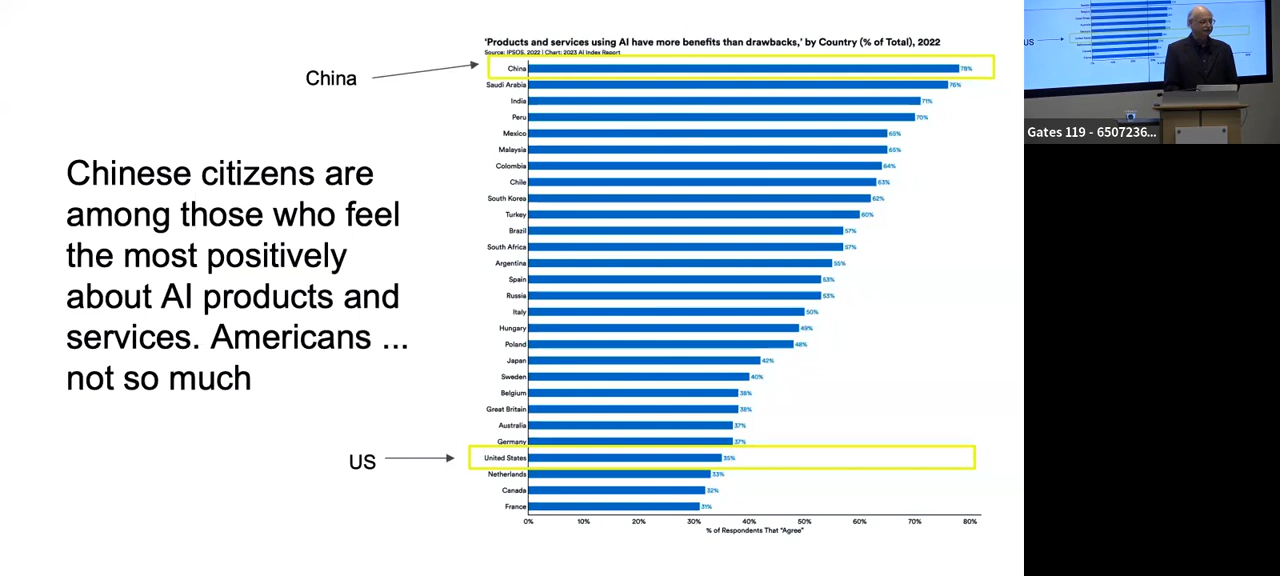 'Products and services using AI have more benefits than drawbacks,' by Country (% of Total), 2022
Source: IPSOS, 2022 | Chart: 2023 AI Index Report
China
Chinese citizens are
among those who feel
the most positively
about AI products and
services. Americans ...
not so much
US
China 78%
Saudi Arabia 76%
India 71%
Peru 70%
Mexico 65%
Malaysia 65%
Colombia 64%
Chile 63%
South Korea 62%
Turkey 60%
Brazil 57%
South Africa 57%
Argentina 55%
Spain 53%
Russia 53%
Italy 50%
Hungary 49%
Poland 48%
Japan 42%
Sweden 40%
Belgium 38%
Great Britain 38%
Australia 37%
Germany 37%
United States 35%
Netherlands 33%
Canada 32%
France 31%
0% 10% 20% 30% 40% 50% 60% 70% 80%
% of Respondents That "Agree"
US
Gates 119 - 6507236...